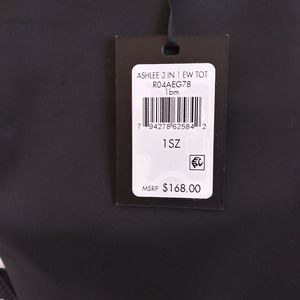 ASHLEE 3 IN 1 EW TOT
R04AEG78
1bm
7 94278 62584 2
1SZ
MSRP $168.00